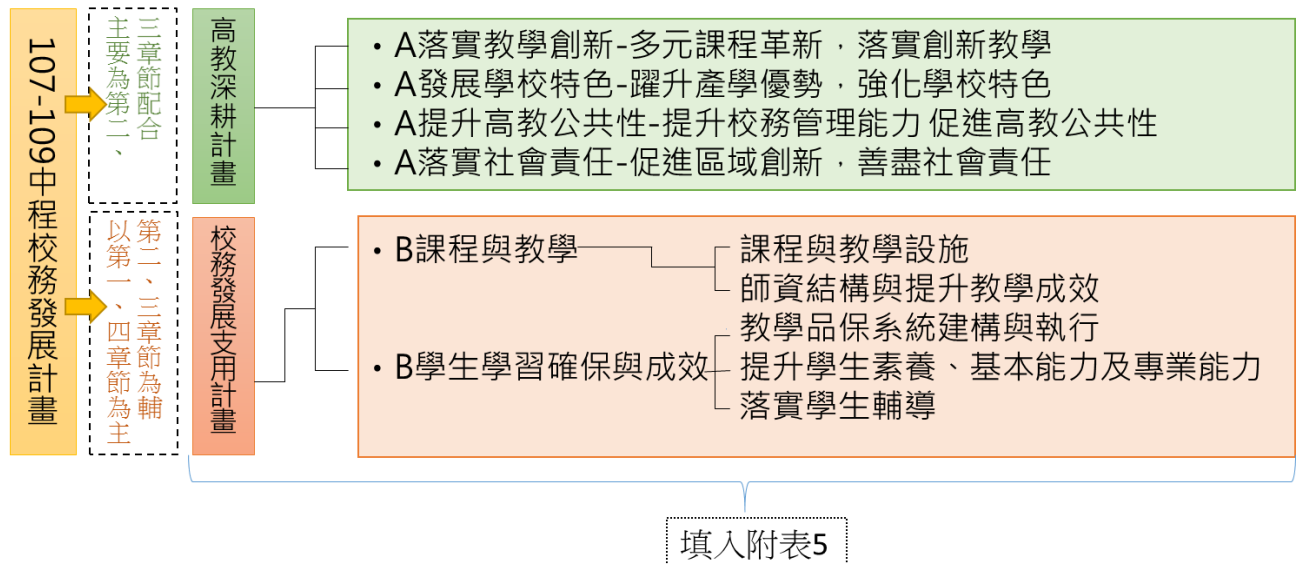 107-109中程校務發展計畫
主要為第二、
三章節配合
高教深耕計畫
• A落實教學創新-多元課程革新，落實創新教學
• A發展學校特色-躍升產學優勢，強化學校特色
• A提升高教公共性-提升校務管理能力 促進高教公共性
• A落實社會責任-促進區域創新，善盡社會責任
以第一、四章節為主
第二、三章節為輔
校務發展支用計畫
• B課程與教學
課程與教學設施
師資結構與提升教學成效
• B學生學習確保與成效
教學品保系統建構與執行
提升學生素養、基本能力及專業能力
落實學生輔導
填入附表5